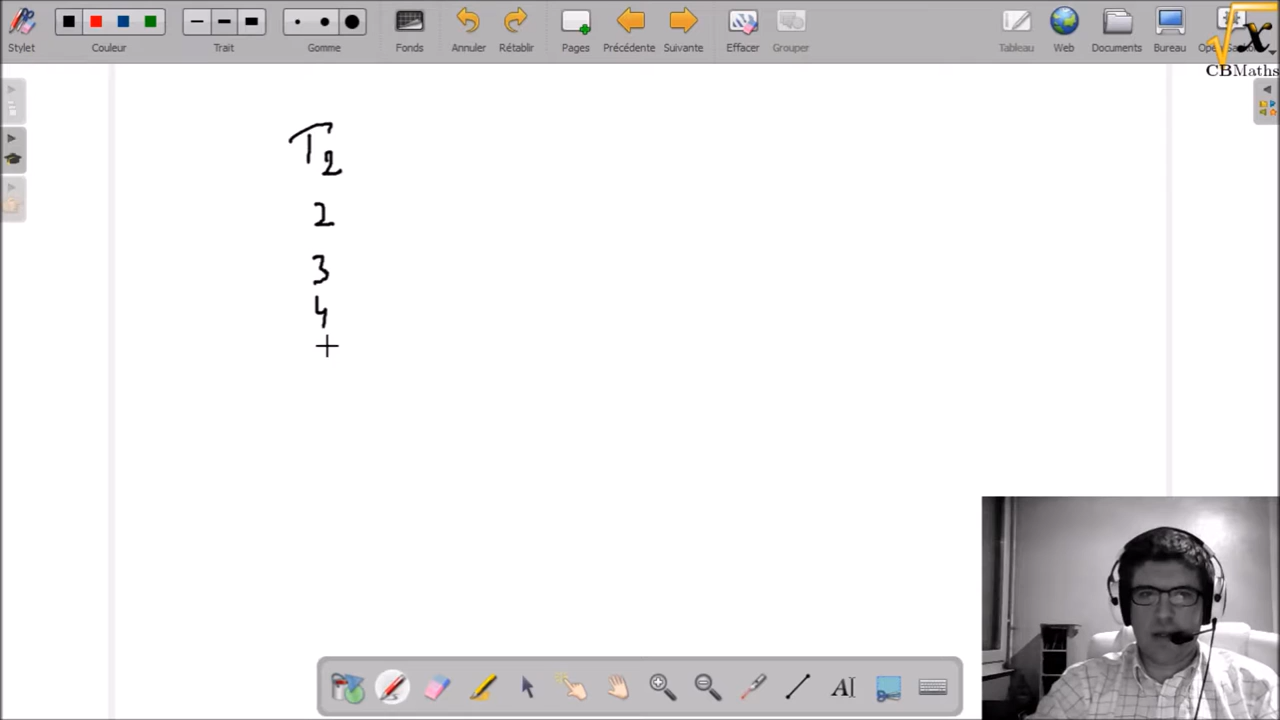 Stylet Couleur Trait Gomme Fonds Annuler Rétablir Pages Précédente Suivante Effacer Grouper Tableau Web Documents Bureau
CBMaths
T2
2
3
4